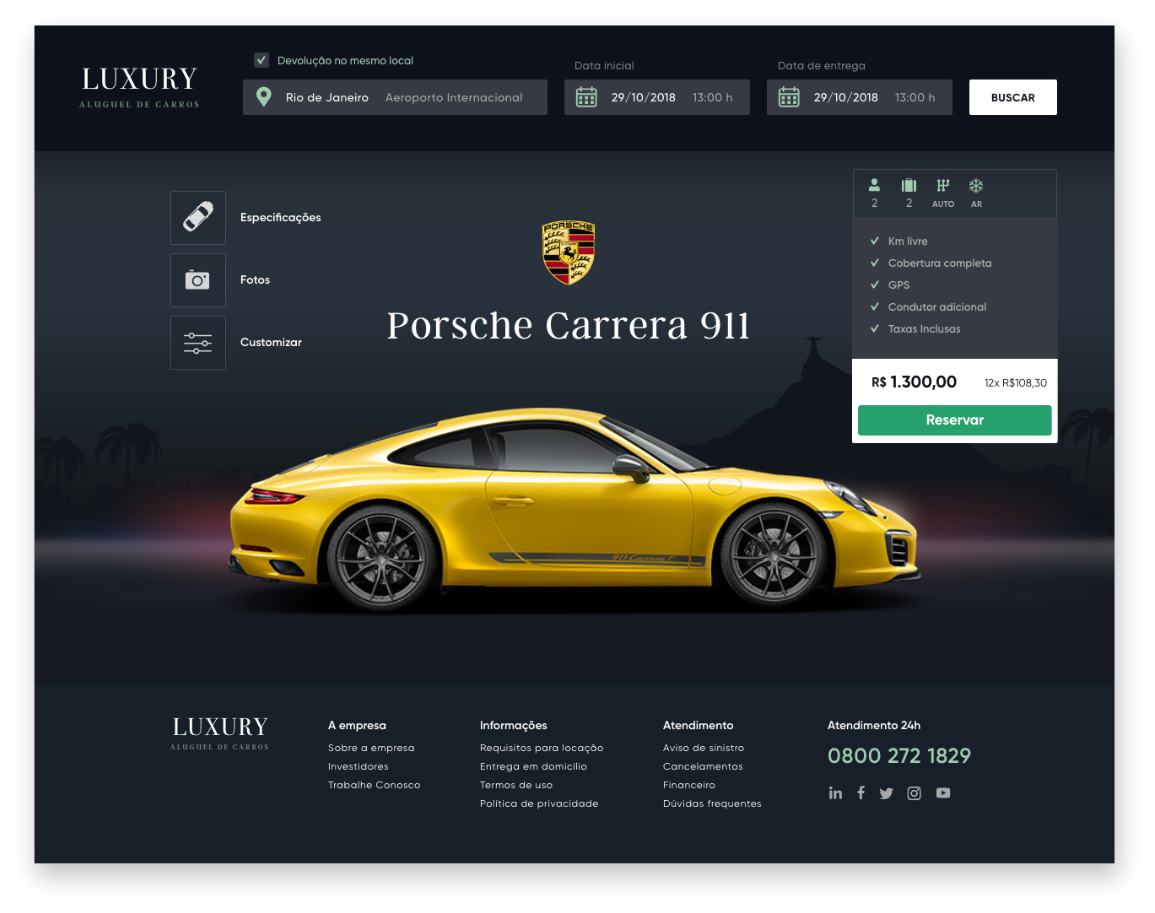 LUXURY
ALUGUEL DE CARROS
Devolução no mesmo local
Rio de Janeiro Aeroporto Internacional
Data inicial
29/10/2018 13:00 h
Data de entrega
29/10/2018 13:00 h
BUSCAR
Especificações
Fotos
Customizar
PORSCHE
Porsche Carrera 911
2 2 AUTO AR
Km livre
Cobertura completa
GPS
Condutor adicional
Taxas Inclusas
R$ 1.300,00 12x R$108,30
Reservar
911 Carrera T
LUXURY
ALUGUEL DE CARROS
A empresa
Sobre a empresa
Investidores
Trabalhe Conosco
Informações
Requisitos para locação
Entrega em domicílio
Termos de uso
Política de privacidade
Atendimento
Aviso de sinistro
Cancelamentos
Financeiro
Dúvidas frequentes
Atendimento 24h
0800 272 1829